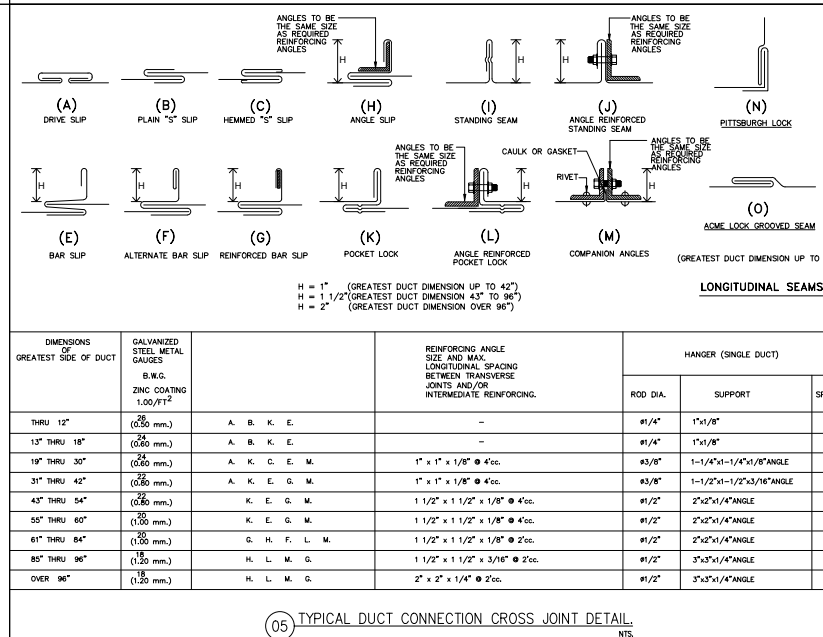 ANGLES TO BE
THE SAME SIZE
AS REQUIRED
REINFORCING
ANGLES
H
ANGLES TO BE
THE SAME SIZE
AS REQUIRED
REINFORCING
ANGLES
H
H
H
(A)
DRIVE SLIP
(B)
PLAIN "S" SLIP
(C)
HEMMED "S" SLIP
(H)
ANGLE SLIP
(I)
STANDING SEAM
(J)
ANGLE REINFORCED
STANDING SEAM
(N)
PITTSBURGH LOCK
ANGLES TO BE
THE SAME SIZE
AS REQUIRED
REINFORCING
ANGLES
CAULK OR GASKET
RIVET
ANGLES TO BE
THE SAME SIZE
AS REQUIRED
REINFORCING
ANGLES
H
H
H
H
H
H
(E)
BAR SLIP
(F)
ALTERNATE BAR SLIP
(G)
REINFORCED BAR SLIP
(K)
POCKET LOCK
(L)
ANGLE REINFORCED
POCKET LOCK
(M)
COMPANION ANGLES
(O)
ACME LOCK GROOVED SEAM
(GREATEST DUCT DIMENSION UP TO
H = 1" (GREATEST DUCT DIMENSION UP TO 42")
H = 1 1/2"(GREATEST DUCT DIMENSION 43" TO 96")
H = 2" (GREATEST DUCT DIMENSION OVER 96")
LONGITUDINAL SEAMS
DIMENSIONS
OF
GREATEST SIDE OF DUCT
GALVANIZED
STEEL METAL
GAUGES
B.W.G.
ZINC COATING
1.00/FT2
REINFORCING ANGLE
SIZE AND MAX.
LONGITUDINAL SPACING
BETWEEN TRANSVERSE
JOINTS AND/OR
INTERMEDIATE REINFORCING.
HANGER (SINGLE DUCT)
ROD DIA. SUPPORT
THRU 12" 26 (0.50 mm.) A. B. K. E. – ø1/4" 1"x1/8"
13" THRU 18" 24 (0.60 mm.) A. B. K. E. – ø1/4" 1"x1/8"
19" THRU 30" 24 (0.60 mm.) A. K. C. E. M. 1" x 1" x 1/8" @ 4'cc. ø3/8" 1-1/4"x1-1/4"x1/8"ANGLE
31" THRU 42" 22 (0.80 mm.) A. K. E. G. M. 1" x 1" x 1/8" @ 4'cc. ø3/8" 1-1/2"x1-1/2"x3/16"ANGLE
43" THRU 54" 22 (0.80 mm.) K. E. G. M. 1 1/2" x 1 1/2" x 1/8" @ 4'cc. ø1/2" 2"x2"x1/4"ANGLE
55" THRU 60" 20 (1.00 mm.) K. E. G. M. 1 1/2" x 1 1/2" x 1/8" @ 4'cc. ø1/2" 2"x2"x1/4"ANGLE
61" THRU 84" 20 (1.00 mm.) G. H. F. L. M. 1 1/2" x 1 1/2" x 1/8" @ 2'cc. ø1/2" 2"x2"x1/4"ANGLE
85" THRU 96" 18 (1.20 mm.) H. L. M. G. 1 1/2" x 1 1/2" x 3/16" @ 2'cc. ø1/2" 3"x3"x1/4"ANGLE
OVER 96" 18 (1.20 mm.) H. L. M. G. 2" x 2" x 1/4" @ 2'cc. ø1/2" 3"x3"x1/4"ANGLE
05 TYPICAL DUCT CONNECTION CROSS JOINT DETAIL.
NTS.